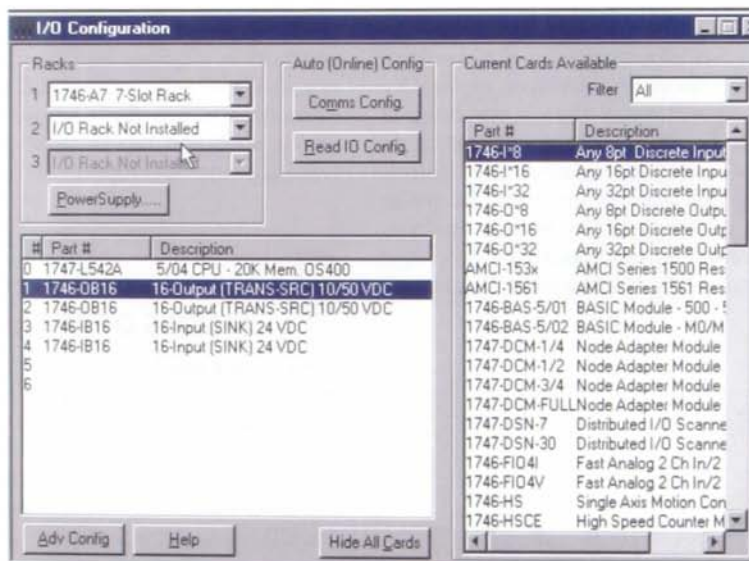 I/O Configuration
Racks
1 1746-A7 7-Slot Rack
2 I/O Rack Not Installed
3 I/O Rack Not Installed
PowerSupply.....
Auto (Online) Config
Comms Config.
Read IO Config.
# Part # Description
0 1747-L542A 5/04 CPU - 20K Mem. OS400
1 1746-OB16 16-Output (TRANS-SRC) 10/50 VDC
2 1746-OB16 16-Output (TRANS-SRC) 10/50 VDC
3 1746-IB16 16-Input (SINK) 24 VDC
4 1746-IB16 16-Input (SINK) 24 VDC
5
6
Adv Config
Help
Hide All Cards
Current Cards Available
Filter All
Part # Description
1746-I*8 Any 8pt Discrete Input
1746-I*16 Any 16pt Discrete Inpu
1746-I*32 Any 32pt Discrete Inpu
1746-O*8 Any 8pt Discrete Outpu
1746-O*16 Any 16pt Discrete Outp
1746-O*32 Any 32pt Discrete Outp
AMCI-153x AMCI Series 1500 Res
AMCI-1561 AMCI Series 1561 Res
1746-BAS-5/01 BASIC Module - 500 -
1746-BAS-5/02 BASIC Module - M0/M
1747-DCM-1/4 Node Adapter Module
1747-DCM-1/2 Node Adapter Module
1747-DCM-3/4 Node Adapter Module
1747-DCM-FULL Node Adapter Module
1747-DSN-7 Distributed I/O Scanne
1747-DSN-30 Distributed I/O Scanne
1746-FIO4I Fast Analog 2 Ch In/2
1746-FIO4V Fast Analog 2 Ch In/2
1746-HS Single Axis Motion Con
1746-HSCE High Speed Counter M